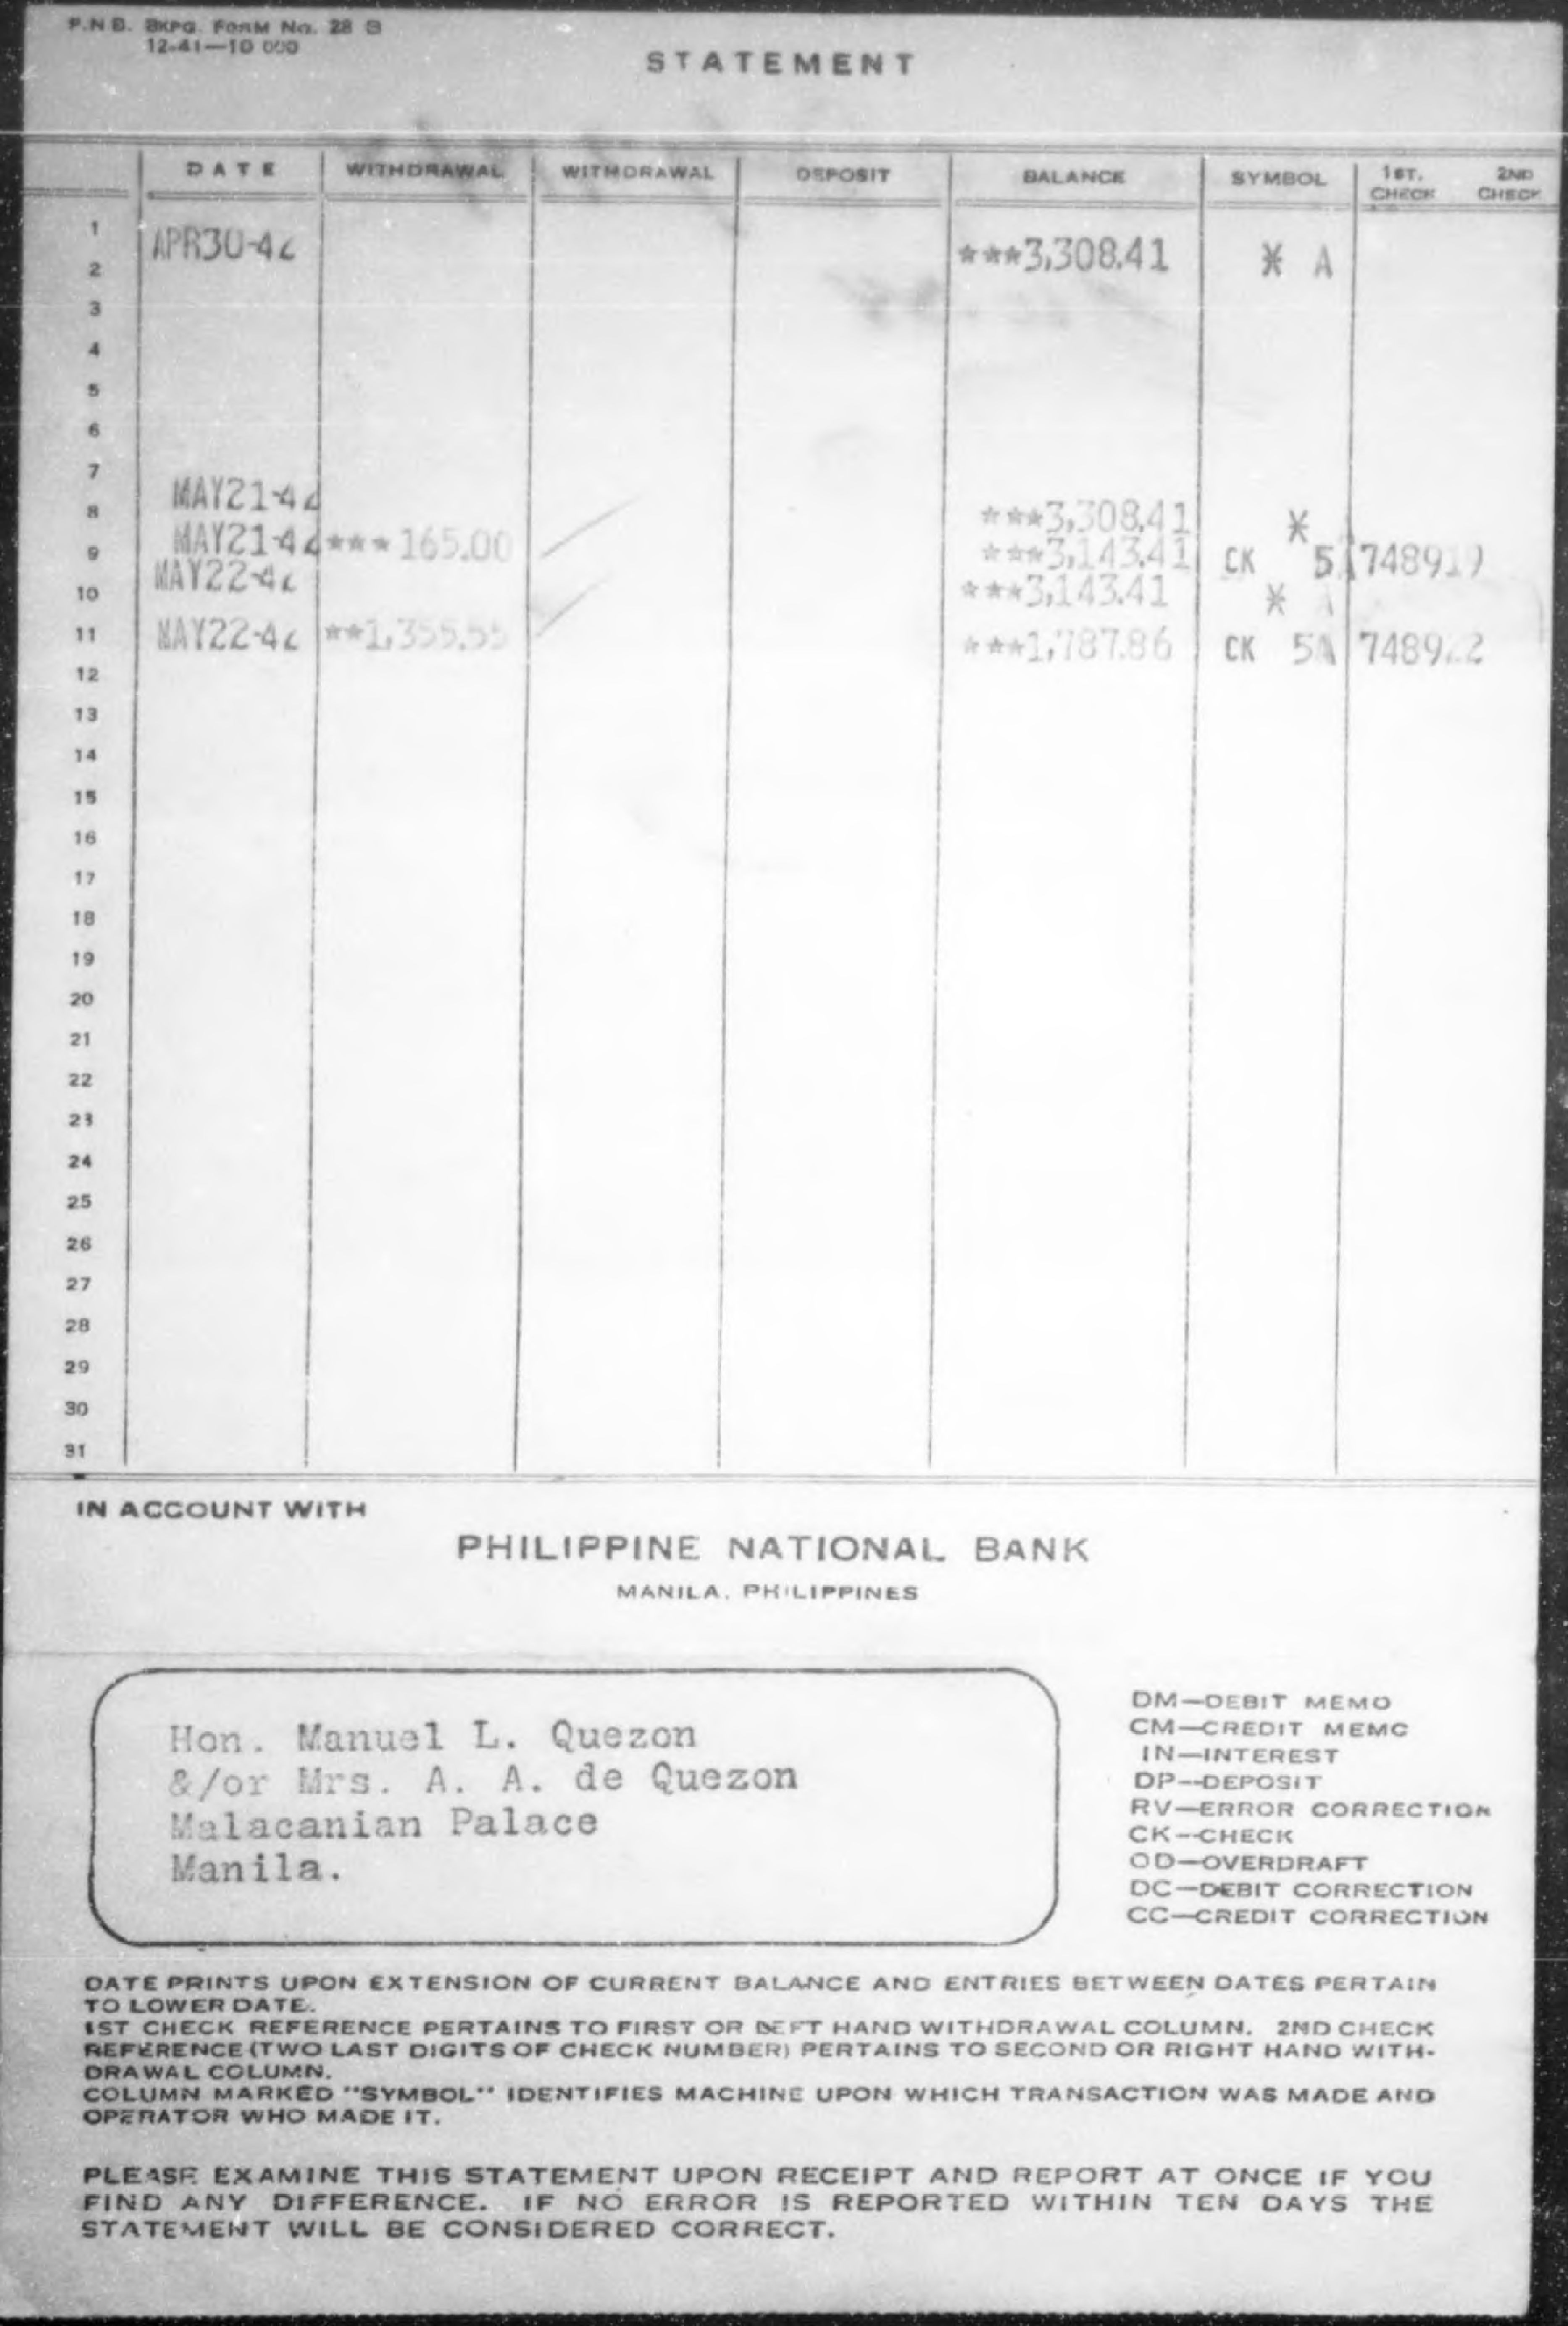 P.N.B. BKPG. FORM NO. 28 B
12-41—10 000
STATEMENT
DATE WITHDRAWAL WITHDRAWAL DEPOSIT BALANCE SYMBOL 1ST. CHECK 2ND CHECK
1
APR30-42 ***3,308.41 * A
2
3
4
5
6
7
MAY21-42 ***3,308.41 *
8
MAY21-42 ***165.00 ***3,143.41 CK 5A 748919
9
MAY22-42 ***3,143.41 *
10
11 MAY22-42 **1,355.55 ***1,787.86 CK 5A 748922
12
13
14
15
16
17
18
19
20
21
22
23
24
25
26
27
28
29
30
31
IN ACCOUNT WITH
PHILIPPINE NATIONAL BANK
MANILA, PHILIPPINES
Hon. Manuel L. Quezon
&/or Mrs. A. A. de Quezon
Malacanian Palace
Manila.
DM—DEBIT MEMO
CM—CREDIT MEMO
IN—INTEREST
DP—DEPOSIT
RV—ERROR CORRECTION
CK—CHECK
OD—OVERDRAFT
DC—DEBIT CORRECTION
CC—CREDIT CORRECTION
DATE PRINTS UPON EXTENSION OF CURRENT BALANCE AND ENTRIES BETWEEN DATES PERTAIN
TO LOWER DATE.
1ST CHECK REFERENCE PERTAINS TO FIRST OR LEFT HAND WITHDRAWAL COLUMN. 2ND CHECK
REFERENCE (TWO LAST DIGITS OF CHECK NUMBER) PERTAINS TO SECOND OR RIGHT HAND WITH-
DRAWAL COLUMN.
COLUMN MARKED "SYMBOL" IDENTIFIES MACHINE UPON WHICH TRANSACTION WAS MADE AND
OPERATOR WHO MADE IT.
PLEASE EXAMINE THIS STATEMENT UPON RECEIPT AND REPORT AT ONCE IF YOU
FIND ANY DIFFERENCE. IF NO ERROR IS REPORTED WITHIN TEN DAYS THE
STATEMENT WILL BE CONSIDERED CORRECT.